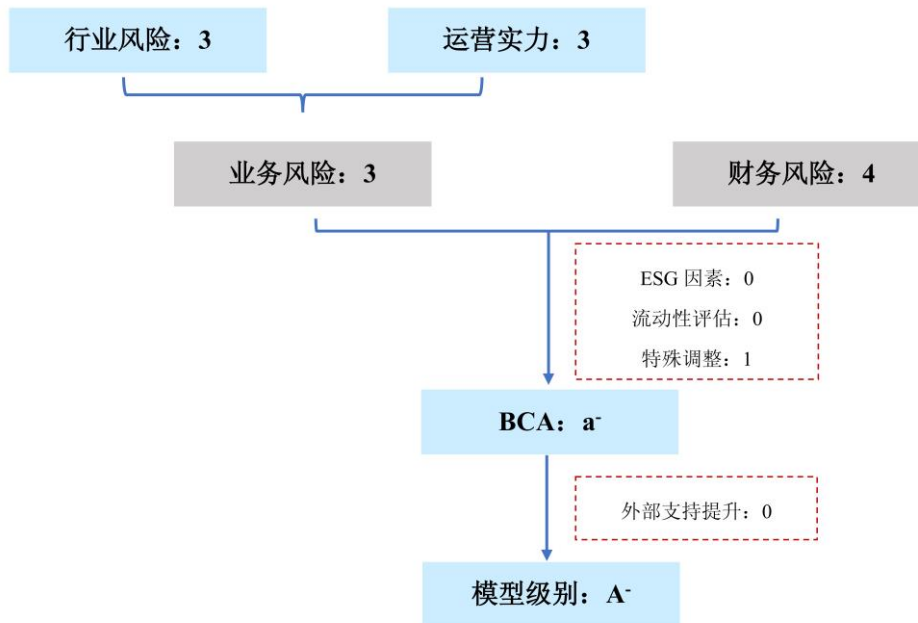 行业风险：3
运营实力：3
业务风险：3
财务风险：4
ESG 因素：0
流动性评估：0
特殊调整：1
BCA：a-
外部支持提升：0
模型级别：A-